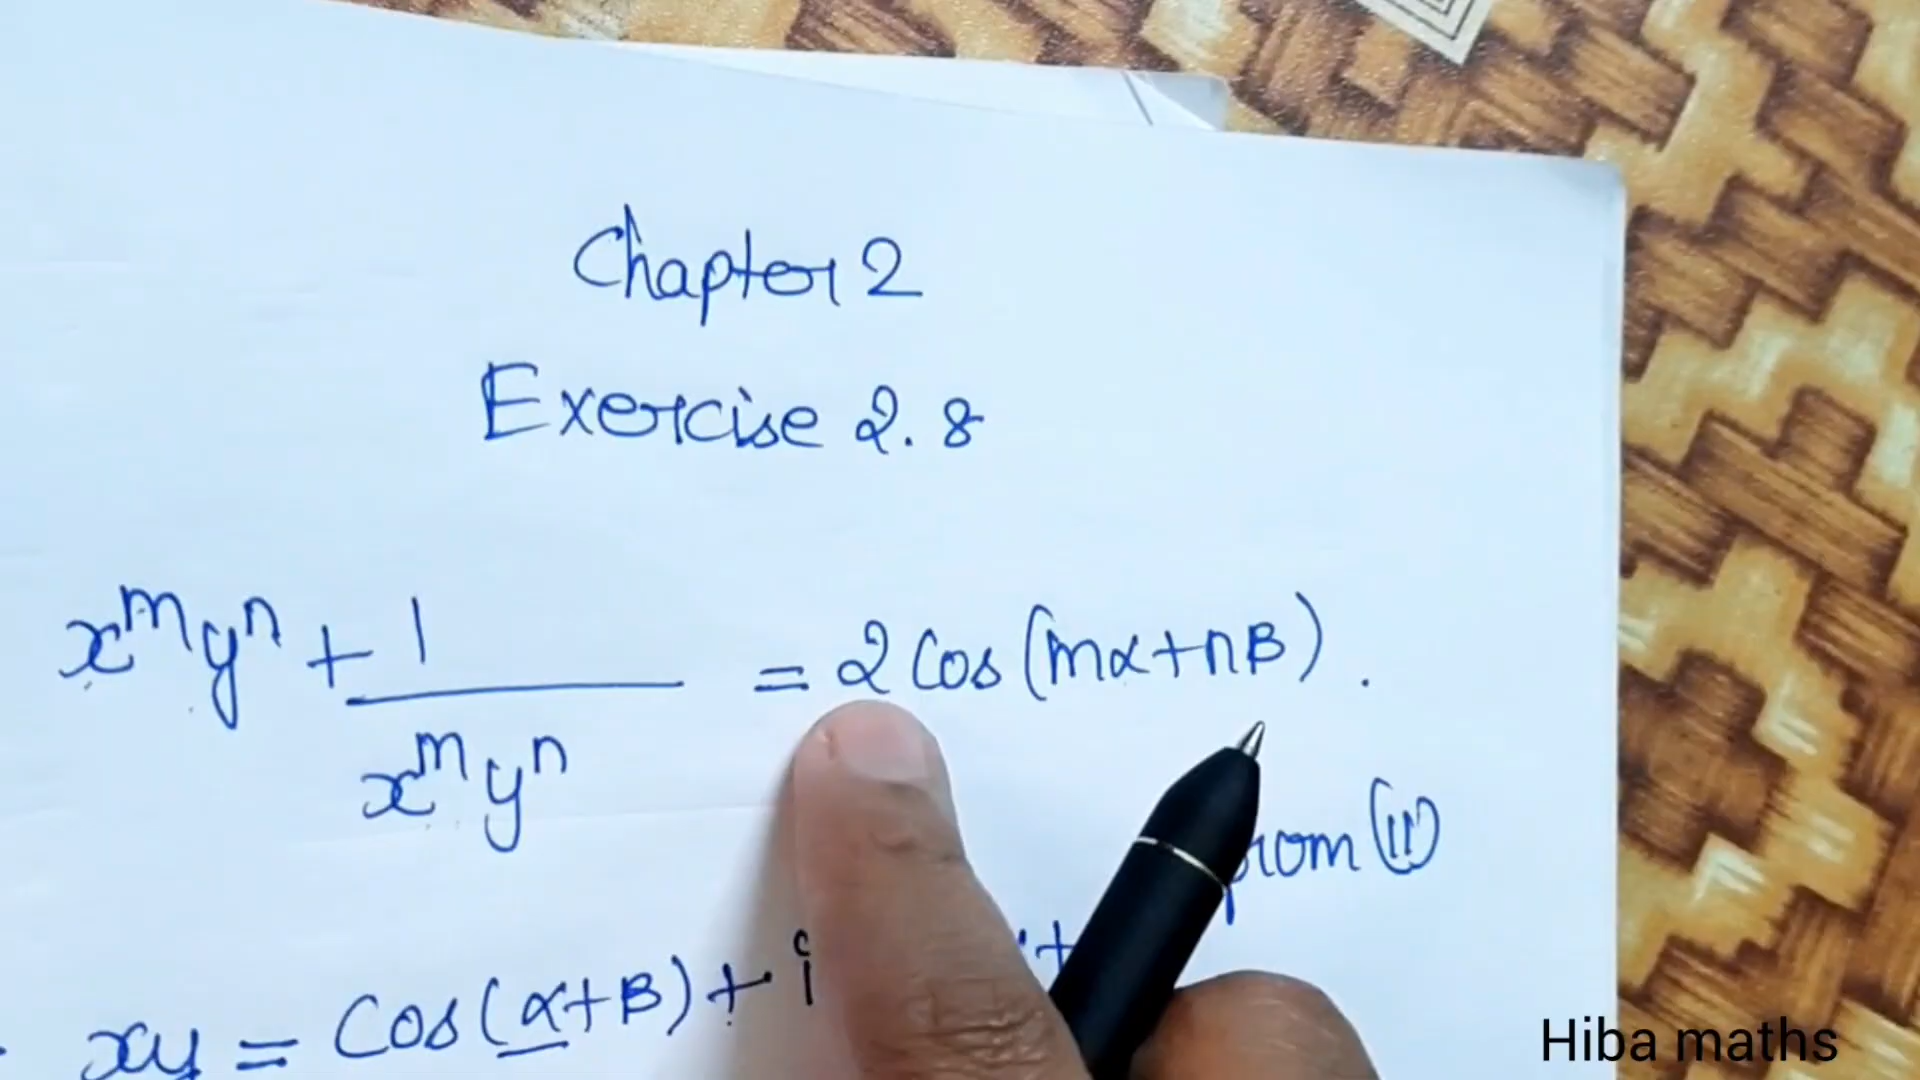 Chapter 2
Exercise 2.8
x^m y^n + 1/(x^m y^n) = 2 Cos (mα+nβ).
from (ii)
xy = Cos(α+β) + i
Hiba maths